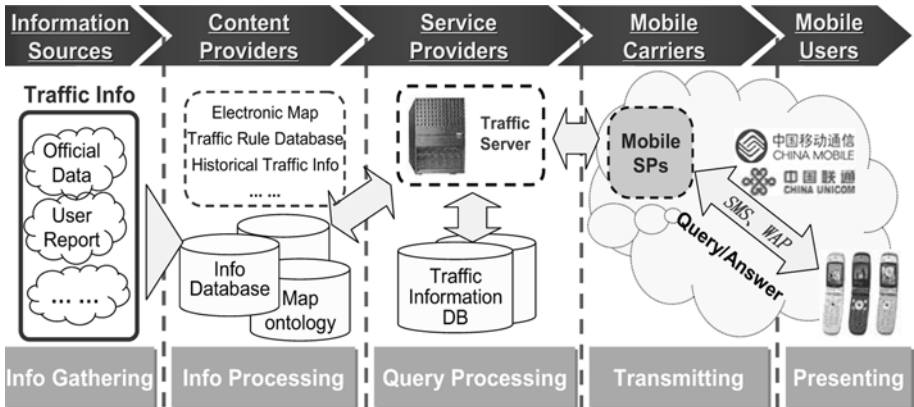 Information
Sources
Content
Providers
Service
Providers
Mobile
Carriers
Mobile
Users
Traffic Info
Official
Data
User
Report
... ...
Electronic Map
Traffic Rule Database
Historical Traffic Info
... ...
Info
Database
Map
ontology
Traffic
Server
Traffic
Information
DB
Mobile
SPs
中国移动通信
CHINA MOBILE
中国联通
CHINA UNICOM
SMS、WAP
Query/Answer
Info Gathering
Info Processing
Query Processing
Transmitting
Presenting